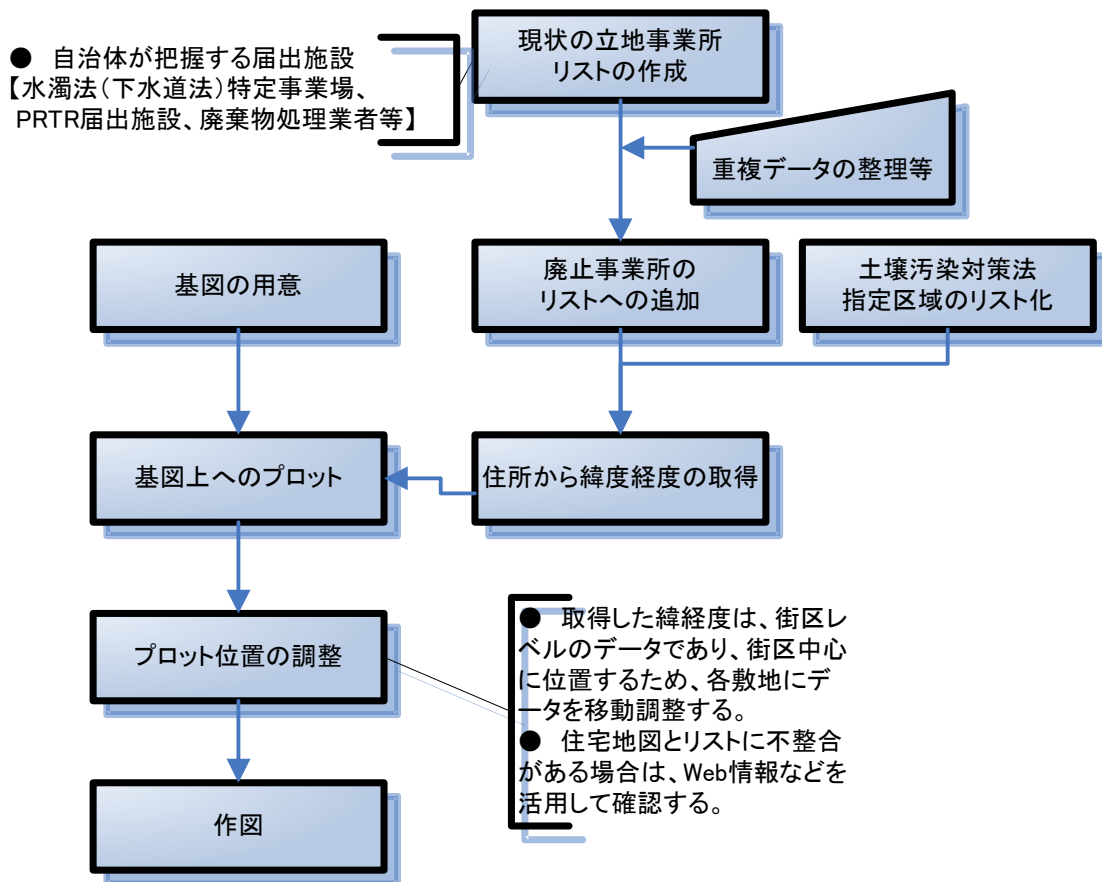 ● 自治体が把握する届出施設
【水濁法(下水道法)特定事業場、
PRTR届出施設、廃棄物処理業者等】
現状の立地事業所
リストの作成
重複データの整理等
基図の用意
廃止事業所の
リストへの追加
土壌汚染対策法
指定区域のリスト化
基図上へのプロット
住所から緯度経度の取得
プロット位置の調整
● 取得した緯経度は、街区レ
ベルのデータであり、街区中心
に位置するため、各敷地にデ
ータを移動調整する。
● 住宅地図とリストに不整合
がある場合は、Web情報などを
活用して確認する。
作図